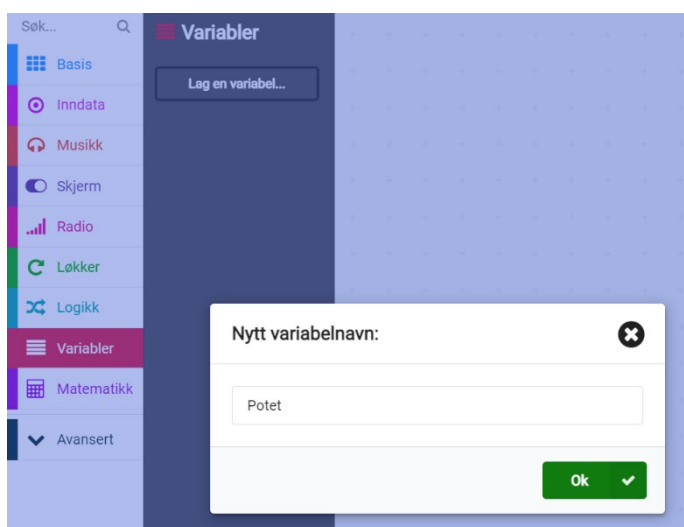 Søk...
Basis
Inndata
Musikk
Skjerm
Radio
Løkker
Logikk
Variabler
Matematikk
Avansert
Variabler
Lag en variabel...
Nytt variabelnavn:
Potet
Ok